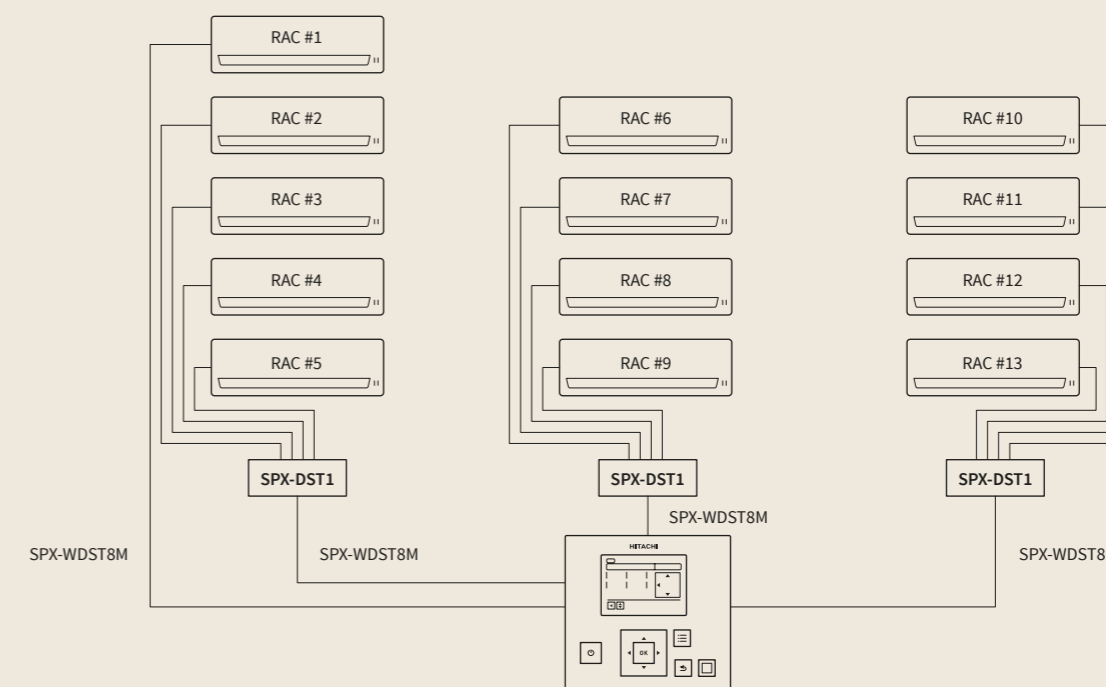 RAC #1
RAC #2
RAC #6
RAC #10
RAC #3
RAC #7
RAC #11
RAC #4
RAC #8
RAC #12
RAC #5
RAC #9
RAC #13
SPX-DST1
SPX-DST1
SPX-DST1
SPX-WDST8M
SPX-WDST8M
SPX-WDST8M
SPX-WDST8
HITACHI
OK